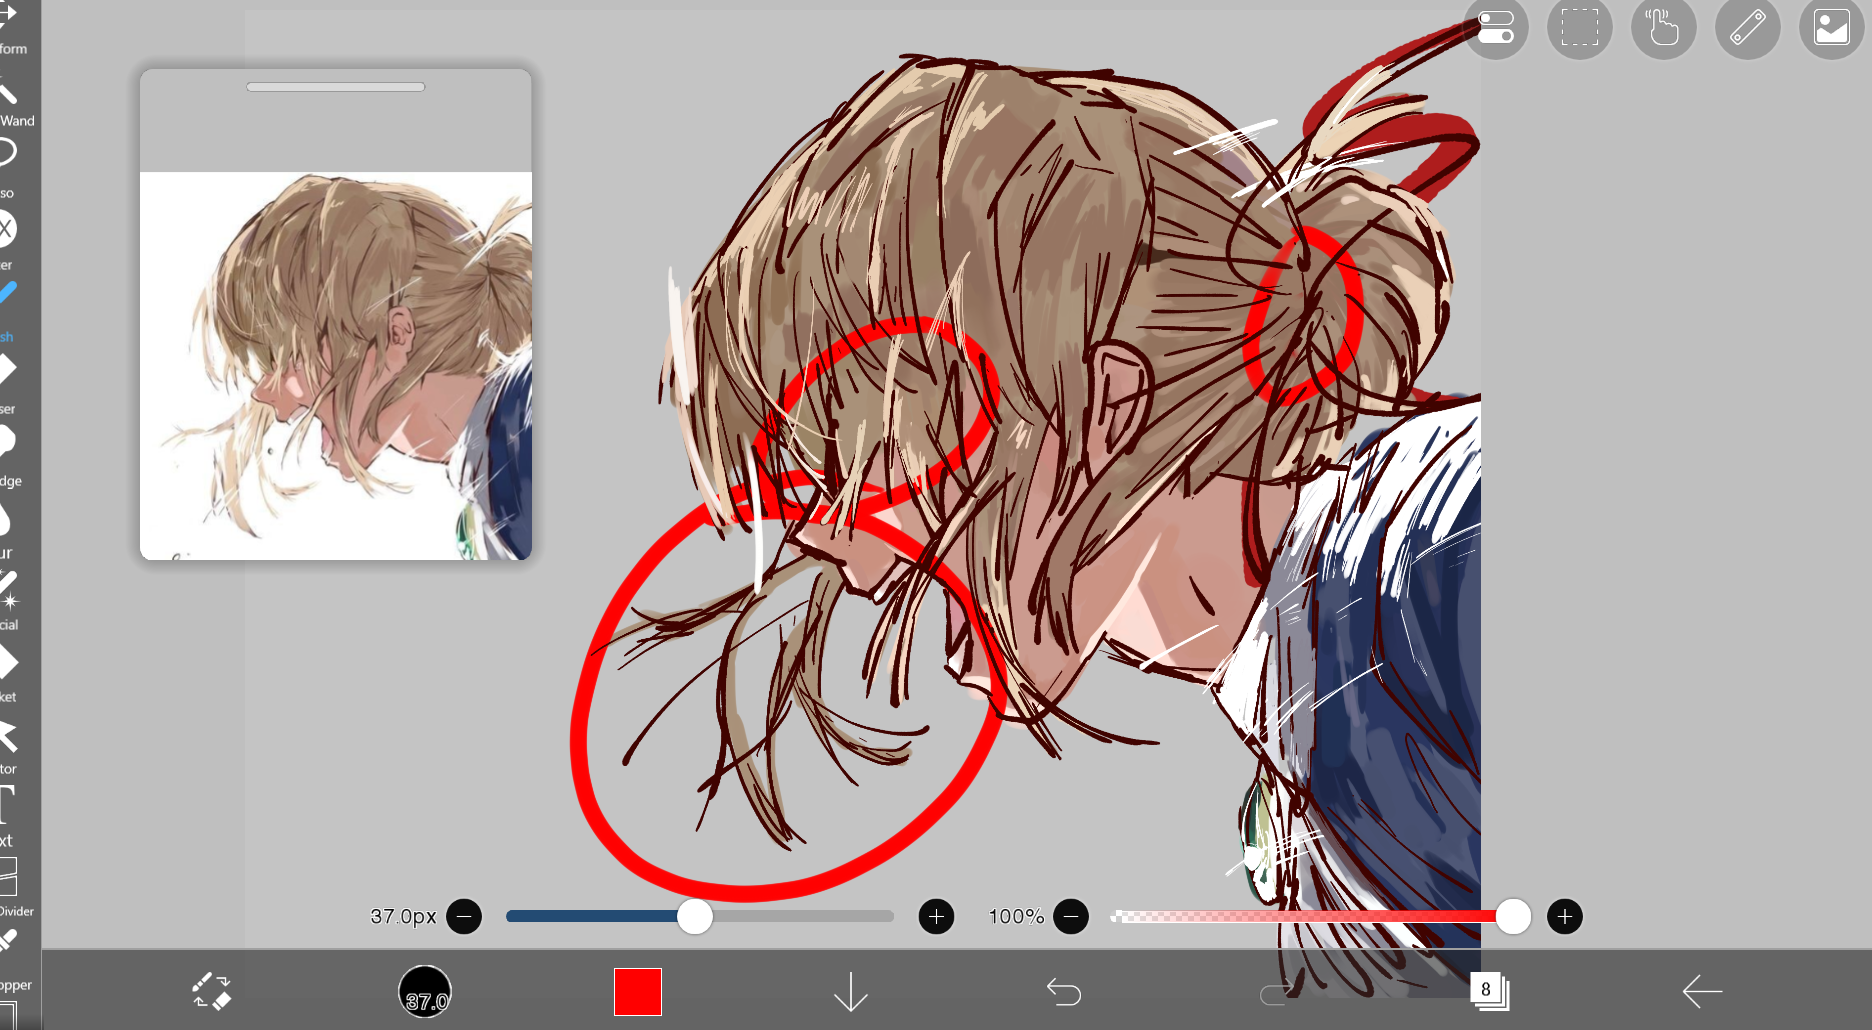 form
Wand
so
er
sh
ser
dge
ur
cial
ket
tor
xt
Divider
opper
37.0px
100%
37.0
8